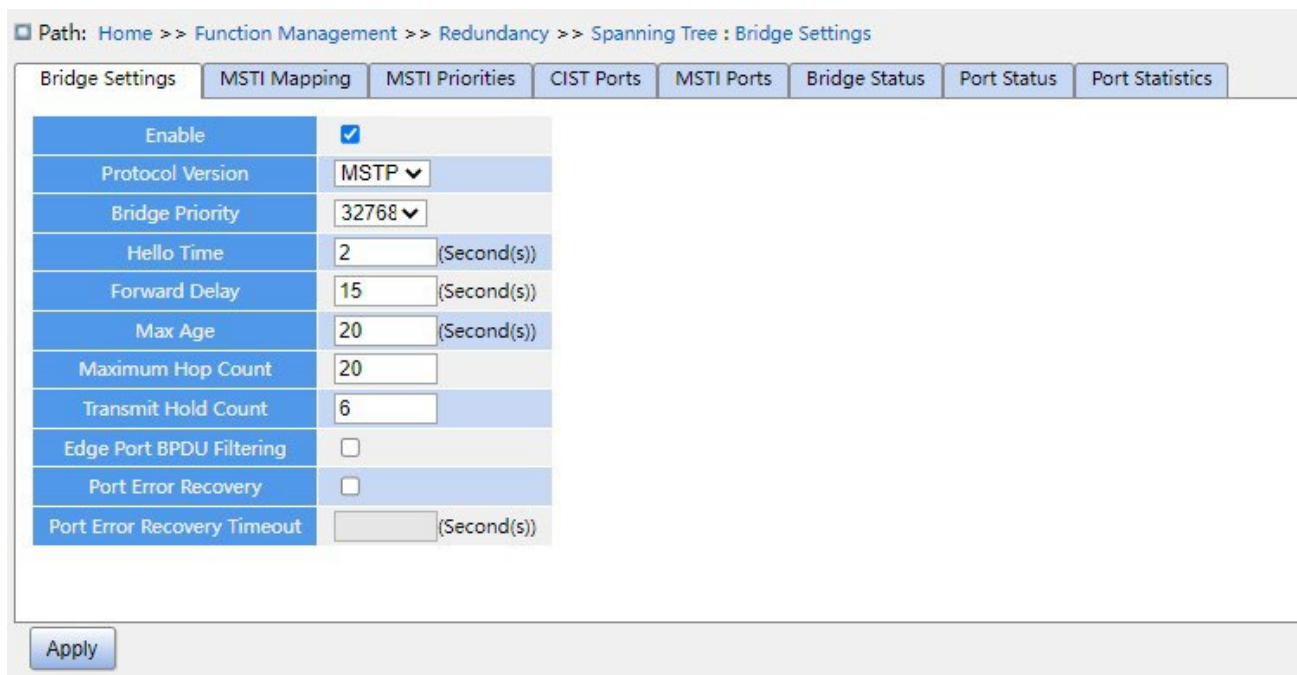 Path: Home >> Function Management >> Redundancy >> Spanning Tree : Bridge Settings
Bridge Settings MSTI Mapping MSTI Priorities CIST Ports MSTI Ports Bridge Status Port Status Port Statistics
Enable
Protocol Version MSTP
Bridge Priority 32768
Hello Time 2 (Second(s))
Forward Delay 15 (Second(s))
Max Age 20 (Second(s))
Maximum Hop Count 20
Transmit Hold Count 6
Edge Port BPDU Filtering
Port Error Recovery
Port Error Recovery Timeout (Second(s))
Apply